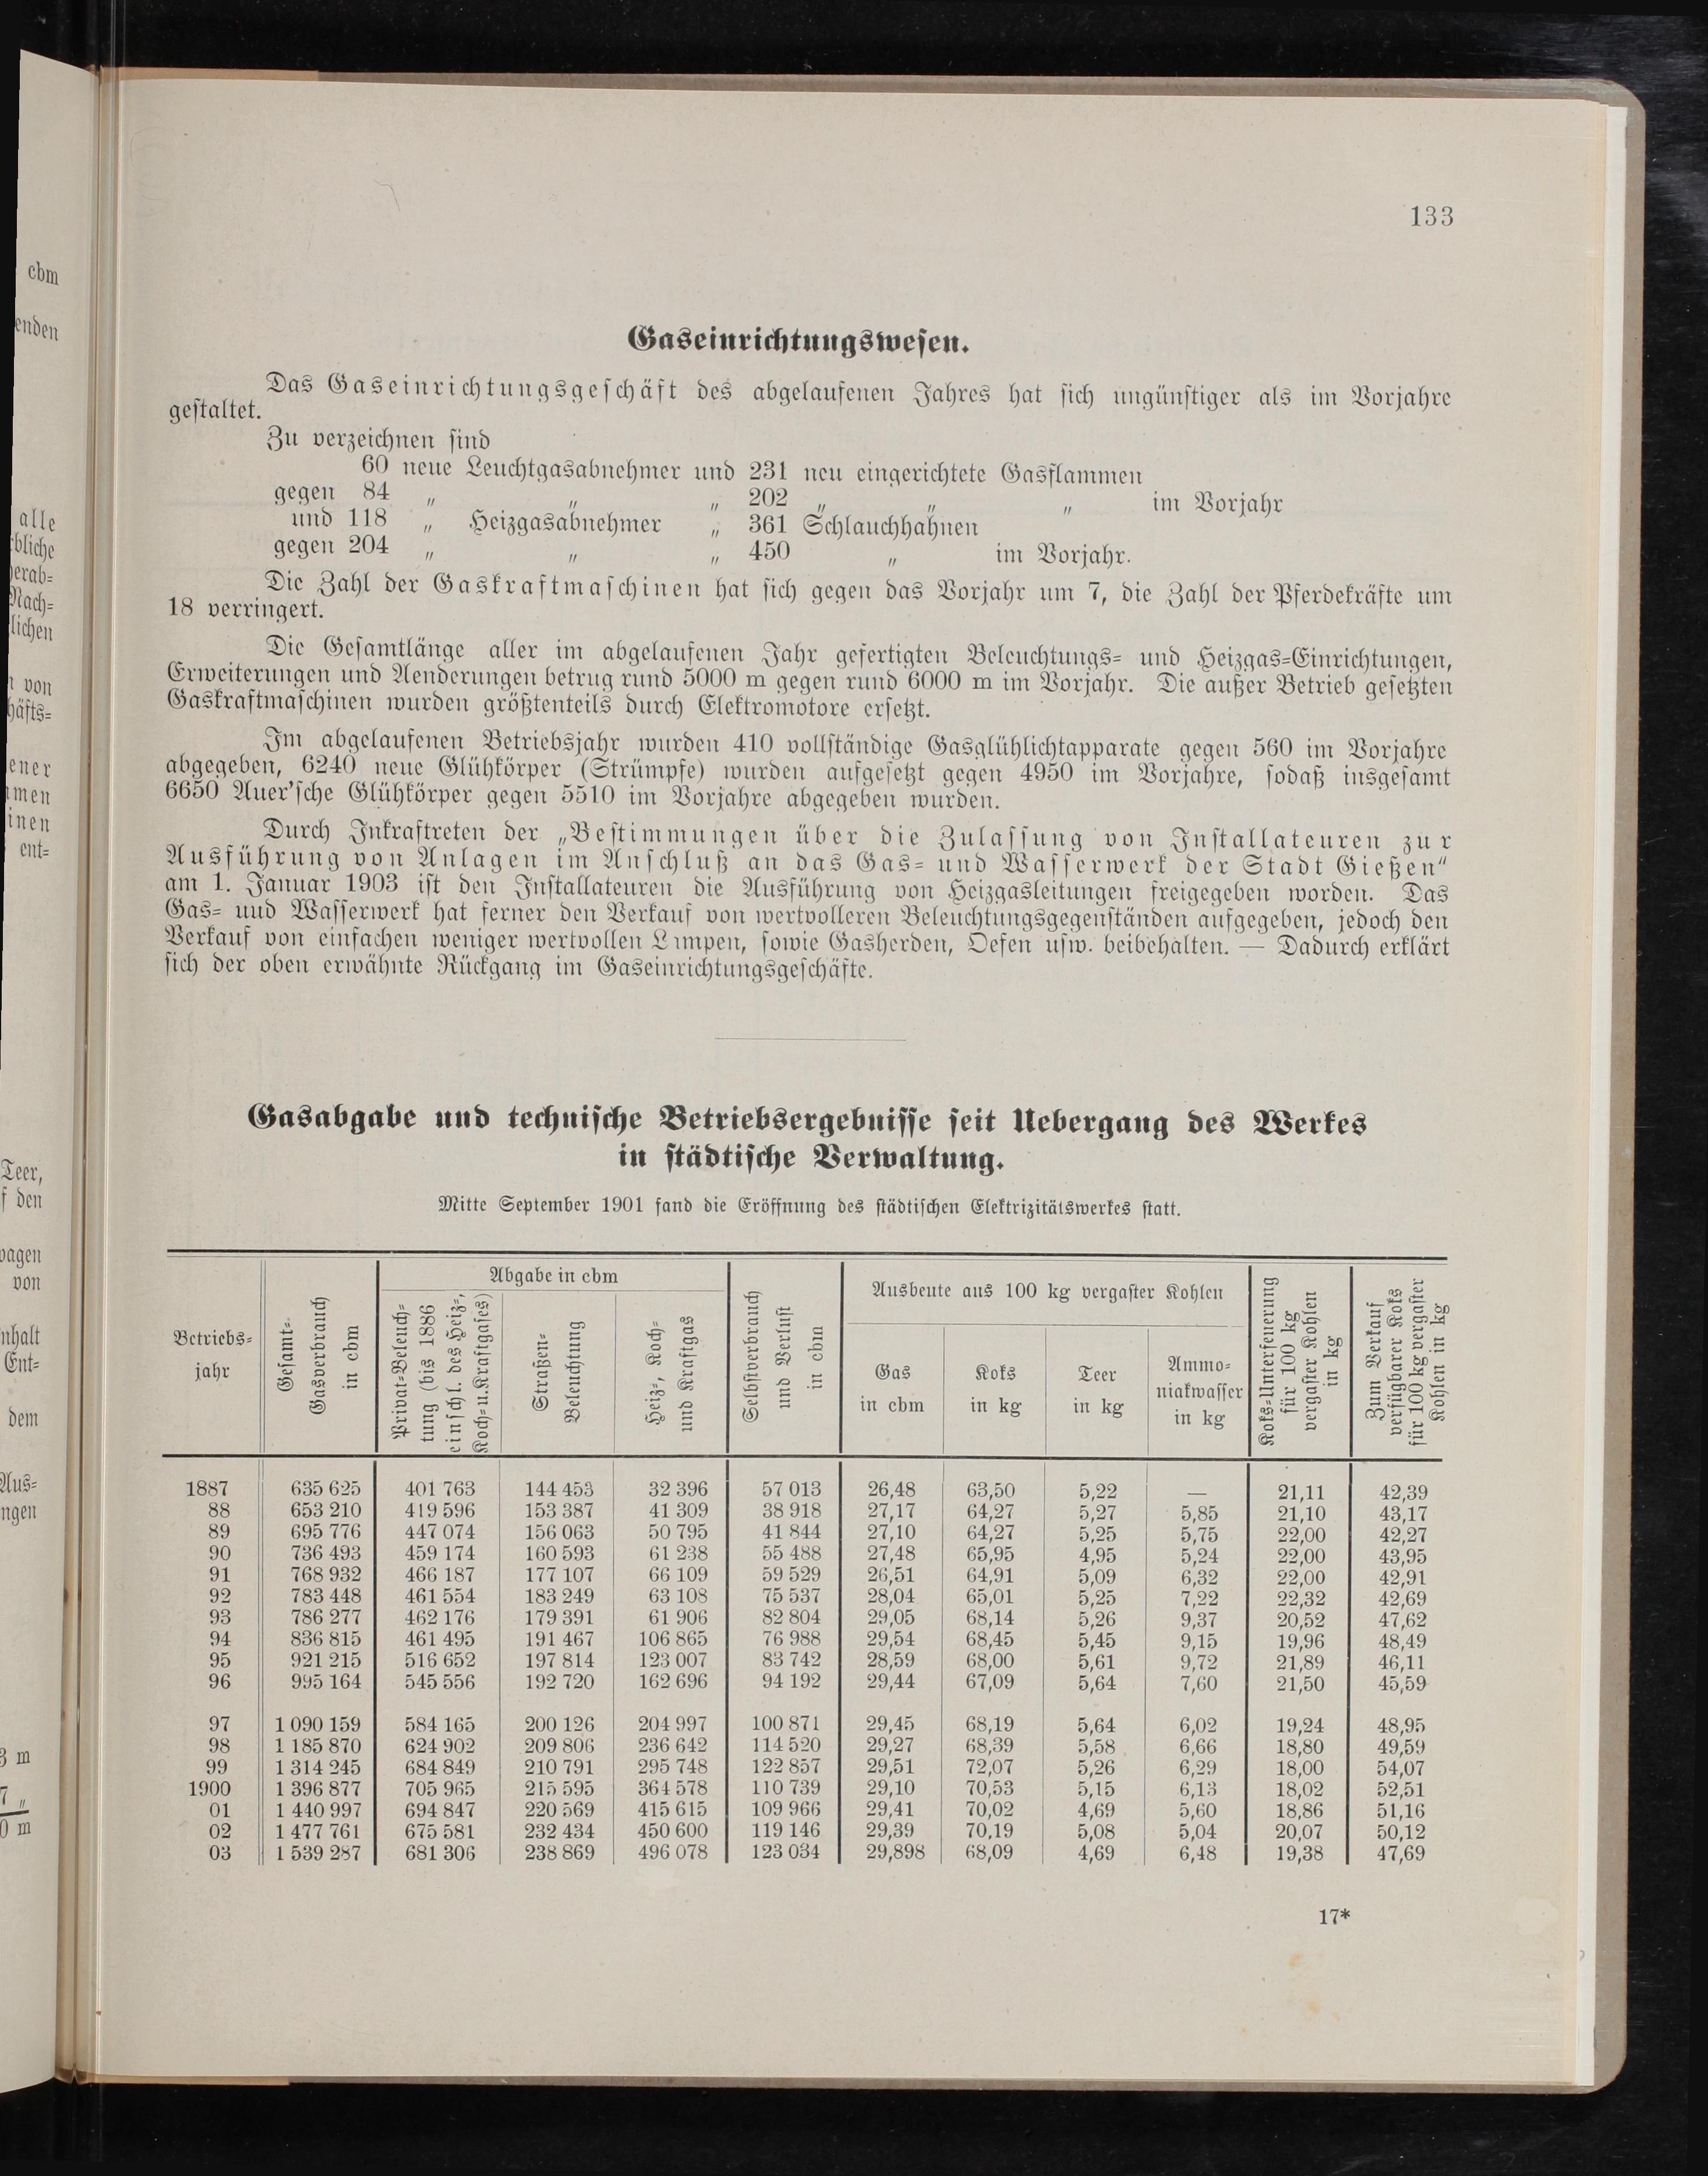 133
Gaseinrichtungswesen.
Das Gaseinrichtungsgeschäft des abgelaufenen Jahres hat sich ungünstiger als im Vorjahre
gestaltet.
Zu verzeichnen sind
60 neue Leuchtgasabnehmer und 231 neu eingerichtete Gasflammen
gegen 84 „ „ „ 202 „ „ „ im Vorjahr
und 118 „ Heizgasabnehmer „ 361 Schlauchhahnen
gegen 204 „ „ „ 450 „ im Vorjahr.
Die Zahl der Gaskraftmaschinen hat sich gegen das Vorjahr um 7, die Zahl der Pferdekräfte um
18 verringert.
Die Gesamtlänge aller im abgelaufenen Jahr gefertigten Beleuchtungs- und Heizgas-Einrichtungen,
Erweiterungen und Aenderungen betrug rund 5000 m gegen rund 6000 m im Vorjahr. Die außer Betrieb gesetzten
Gaskraftmaschinen wurden größtenteils durch Elektromotore ersetzt.
Im abgelaufenen Betriebsjahr wurden 410 vollständige Gasglühlichtapparate gegen 560 im Vorjahre
abgegeben, 6240 neue Glühkörper (Strümpfe) wurden aufgesetzt gegen 4950 im Vorjahre, sodaß insgesamt
6650 Auer'sche Glühkörper gegen 5510 im Vorjahre abgegeben wurden.
Durch Inkrafttreten der „Bestimmungen über die Zulassung von Installateuren zur
Ausführung von Anlagen im Anschluß an das Gas- und Wasserwerk der Stadt Gießen“
am 1. Januar 1903 ist den Installateuren die Ausführung von Heizgasleitungen freigegeben worden. Das
Gas- und Wasserwerk hat ferner den Verkauf von wertvolleren Beleuchtungsgegenständen aufgegeben, jedoch den
Verkauf von einfachen weniger wertvollen Lampen, sowie Gasherden, Oefen usw. beibehalten. — Dadurch erklärt
sich der oben erwähnte Rückgang im Gaseinrichtungsgeschäfte.
Gasabgabe und technische Betriebsergebnisse seit Uebergang des Werkes
in städtische Verwaltung.
Mitte September 1901 fand die Eröffnung des städtischen Elektrizitätswerkes statt.
Betriebs-
jahr
Gesamt-
Gasverbrauch
in cbm
Abgabe in cbm
Privat-Beleuch-
tung (bis 1886
einschl. des Heiz-,
Koch- u. Kraftgases)
Straßen-
Beleuchtung
Heiz-, Koch-
und Kraftgas
Selbstverbrauch
und Verlust
in cbm
Ausbeute aus 100 kg vergaster Kohlen
Gas
in cbm
Koks
in kg
Teer
in kg
Ammo-
niakwasser
in kg
Koks-Unterfeuerung
für 100 kg
vergaster Kohlen
in kg
Zum Verkauf
verfügbarer Koks
für 100 kg vergaster
Kohlen in kg
1887 635 625 401 763 144 453 32 396 57 013 26,48 63,50 5,22 — 21,11 42,39
88 653 210 419 596 153 387 41 309 38 918 27,17 64,27 5,27 5,85 21,10 43,17
89 695 776 447 074 156 063 50 795 41 844 27,10 64,27 5,25 5,75 22,00 42,27
90 736 493 459 174 160 593 61 238 55 488 27,48 65,95 4,95 5,24 22,00 43,95
91 768 932 466 187 177 107 66 109 59 529 26,51 64,91 5,09 6,32 22,00 42,91
92 783 448 461 554 183 249 63 108 75 537 28,04 65,01 5,25 7,22 22,32 42,69
93 786 277 462 176 179 391 61 906 82 804 29,05 68,14 5,26 9,37 20,52 47,62
94 836 815 461 495 191 467 106 865 76 988 29,54 68,45 5,45 9,15 19,96 48,49
95 921 215 516 652 197 814 123 007 83 742 28,59 68,00 5,61 9,72 21,89 46,11
96 995 164 545 556 192 720 162 696 94 192 29,44 67,09 5,64 7,60 21,50 45,59
97 1 090 159 584 165 200 126 204 997 100 871 29,45 68,19 5,64 6,02 19,24 48,95
98 1 185 870 624 902 209 806 236 642 114 520 29,27 68,39 5,58 6,66 18,80 49,59
99 1 314 245 684 849 210 791 295 748 122 857 29,51 72,07 5,26 6,29 18,00 54,07
1900 1 396 877 705 965 215 595 364 578 110 739 29,10 70,53 5,15 6,13 18,02 52,51
01 1 440 997 694 847 220 569 415 615 109 966 29,41 70,02 4,69 5,60 18,86 51,16
02 1 477 761 675 581 232 434 450 600 119 146 29,39 70,19 5,08 5,04 20,07 50,12
03 1 539 287 681 306 238 869 496 078 123 034 29,898 68,09 4,69 6,48 19,38 47,69
17*